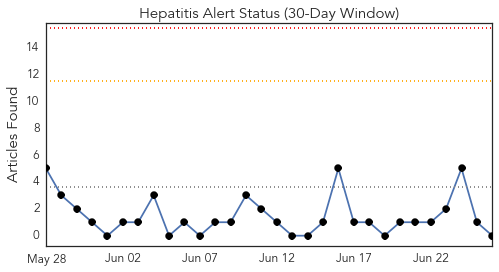 Hepatitis Alert Status (30-Day Window)
Articles Found
14
12
10
8
6
4
2
0
May 28
Jun 02
Jun 07
Jun 12
Jun 17
Jun 22